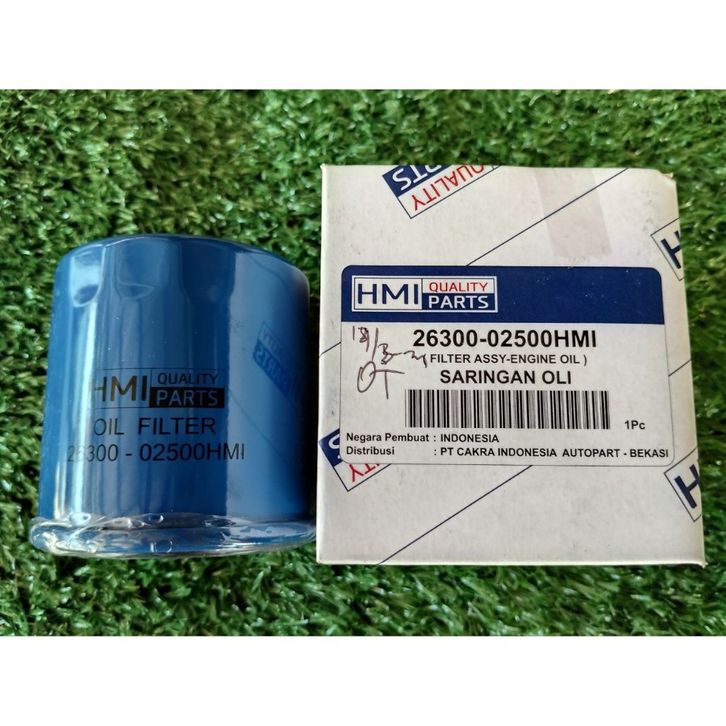 HMI QUALITY PARTS
OIL FILTER
26300 - 02500HMI
QUALITY
PARTS
HMI QUALITY PARTS
26300-02500HMI
( FILTER ASSY-ENGINE OIL )
SARINGAN OLI
1Pc
Negara Pembuat : INDONESIA
Distribusi : PT CAKRA INDONESIA AUTOPART - BEKASI